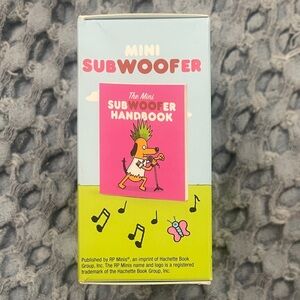 MINI
SUBWOOFER
The Mini
SUBWOOFER
HANDBOOK
Published by RP Minis®, an imprint of Hachette Book
Group, Inc. The RP Minis name and logo is a registered
trademark of the Hachette Book Group, Inc.